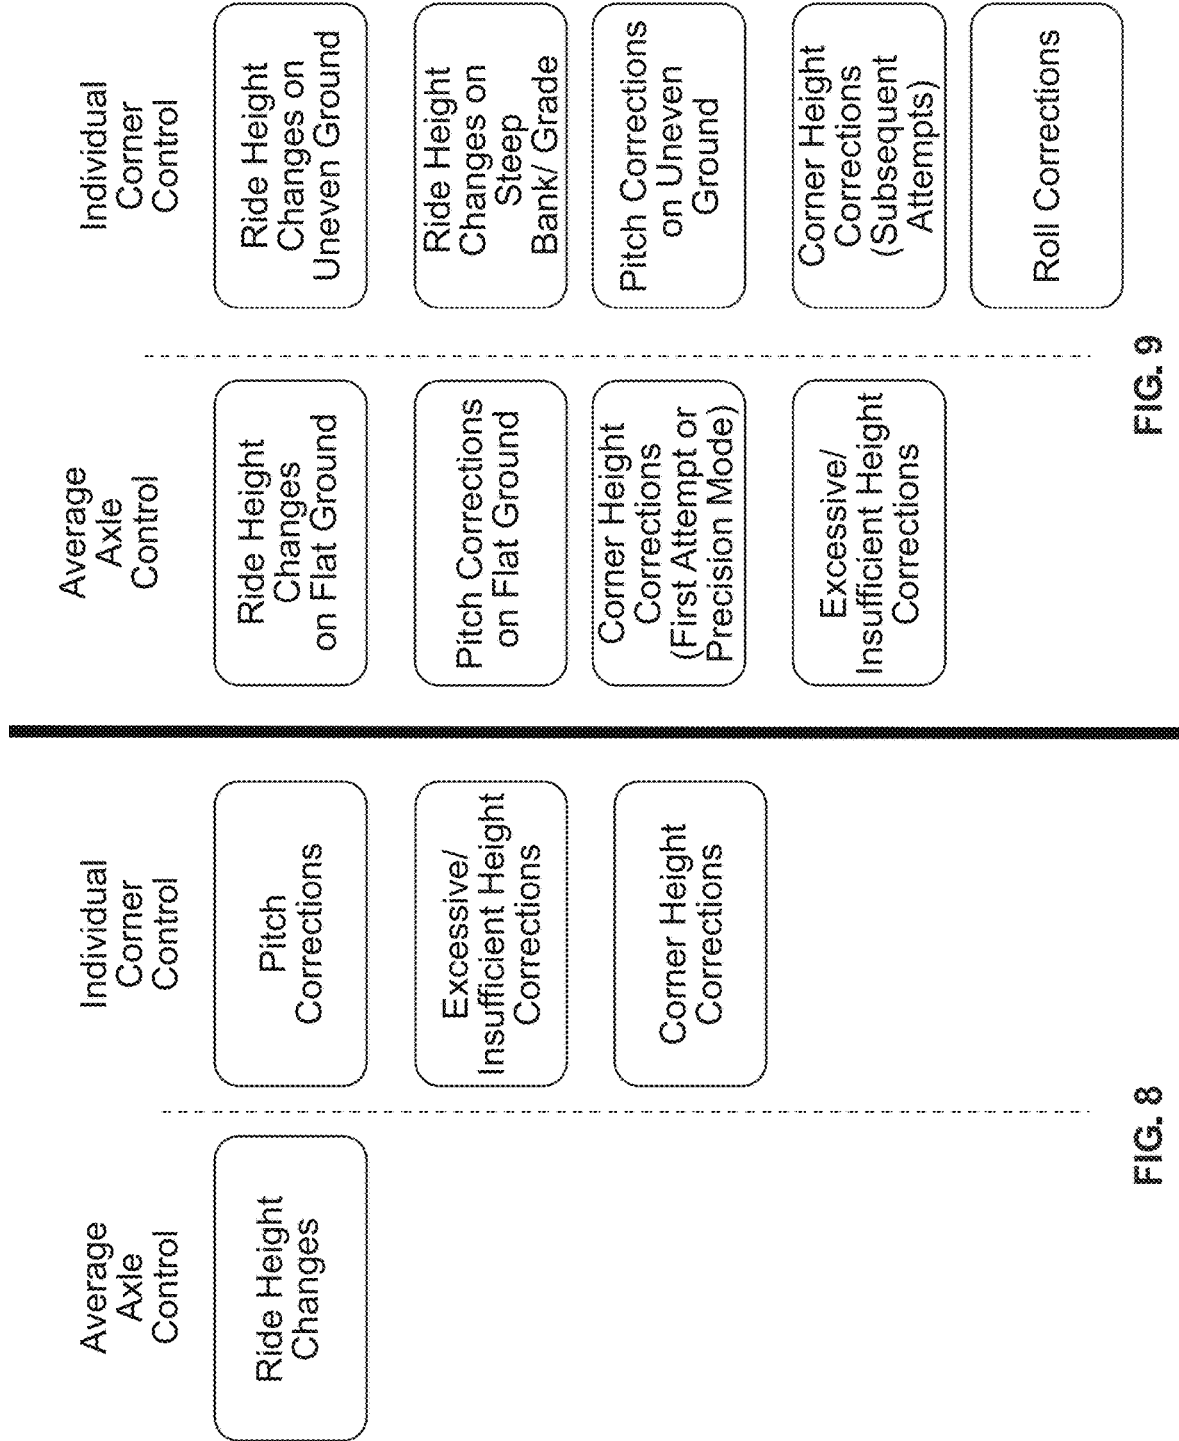 Average
Axle
Control
Individual
Corner
Control
Ride Height
Changes
Pitch
Corrections
Excessive/
Insufficient Height
Corrections
Corner Height
Corrections
FIG. 8
Average
Axle
Control
Individual
Corner
Control
Ride Height
Changes
on Flat Ground
Ride Height
Changes on
Uneven Ground
Pitch Corrections
on Flat Ground
Ride Height
Changes on
Steep
Bank/ Grade
Corner Height
Corrections
(First Attempt or
Precision Mode)
Pitch Corrections
on Uneven
Ground
Excessive/
Insufficient Height
Corrections
Corner Height
Corrections
(Subsequent
Attempts)
Roll Corrections
FIG. 9